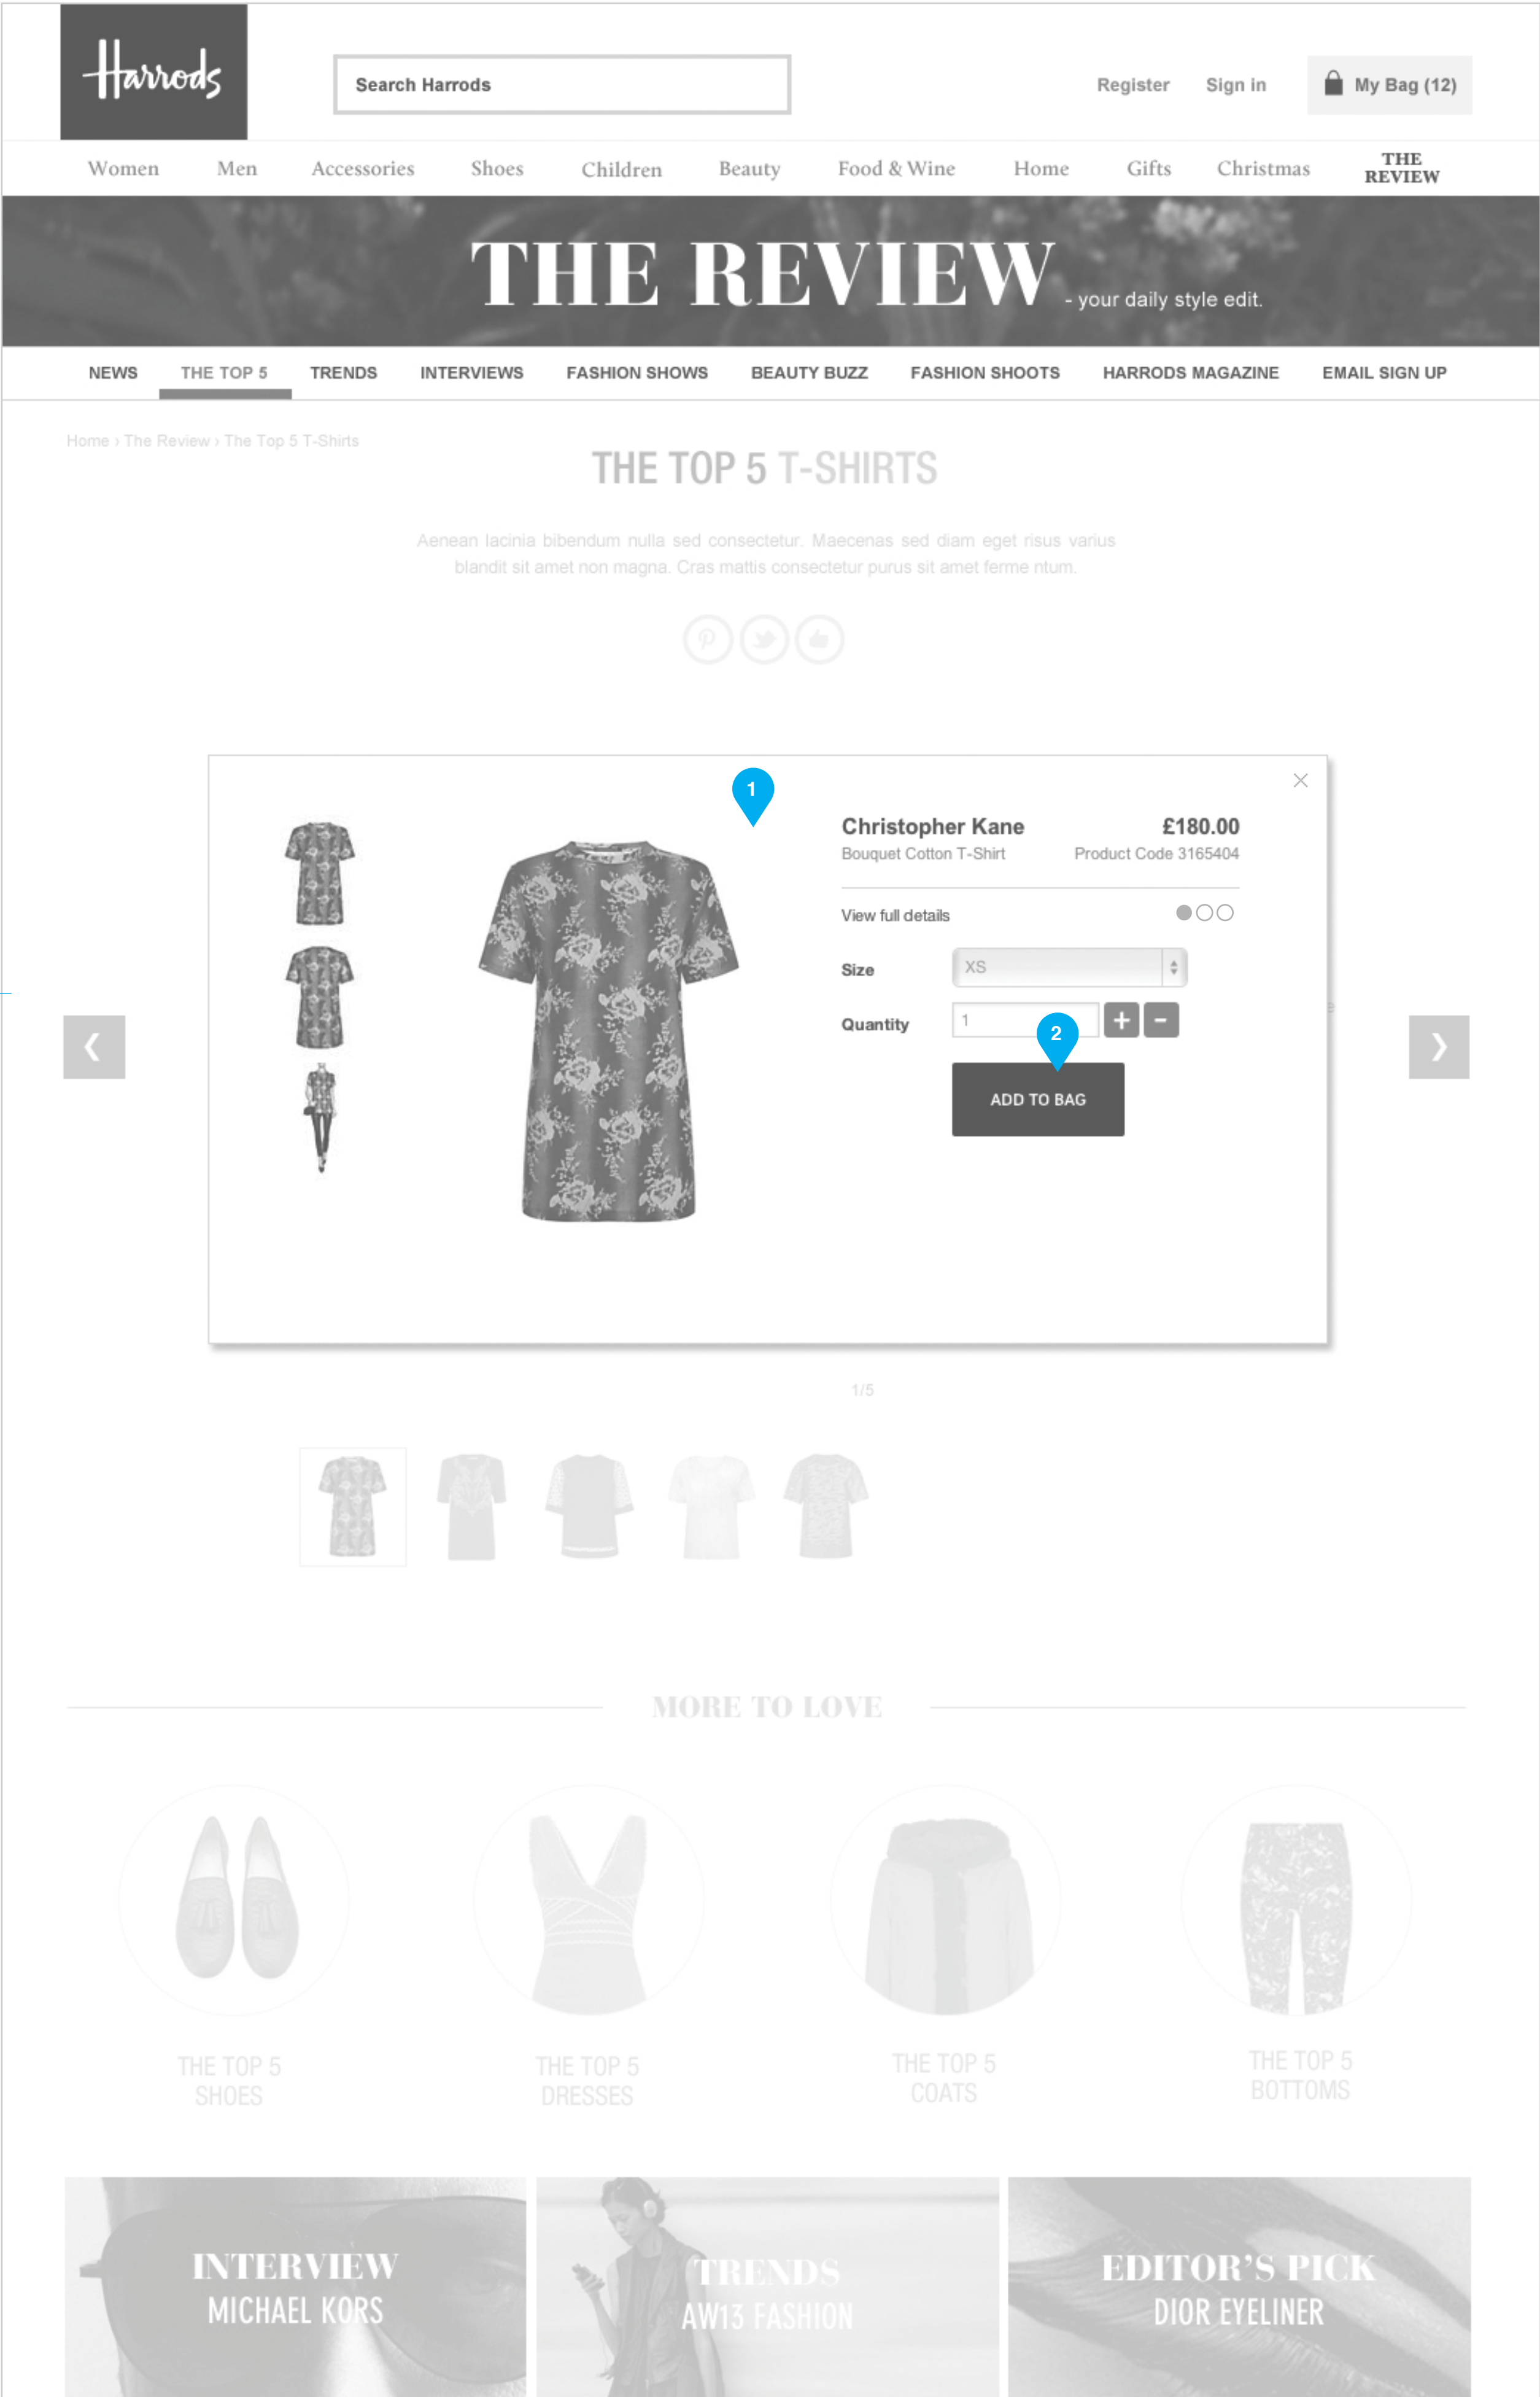 Harrods
Search Harrods
Register
Sign in
My Bag (12)
Women
Men
Accessories
Shoes
Children
Beauty
Food & Wine
Home
Gifts
Christmas
THE
REVIEW
THE REVIEW - your daily style edit.
NEWS
THE TOP 5
TRENDS
INTERVIEWS
FASHION SHOWS
BEAUTY BUZZ
FASHION SHOOTS
HARRODS MAGAZINE
EMAIL SIGN UP
Home › The Review › The Top 5 T-Shirts
THE TOP 5 T-SHIRTS
Aenean lacinia bibendum nulla sed consectetur. Maecenas sed diam eget risus varius
blandit sit amet non magna. Cras mattis consectetur purus sit amet ferme ntum.
1
Christopher Kane
£180.00
Bouquet Cotton T-Shirt
Product Code 3165404
View full details
Size
XS
Quantity
1
+
-
2
ADD TO BAG
1/5
MORE TO LOVE
THE TOP 5
SHOES
THE TOP 5
DRESSES
THE TOP 5
COATS
THE TOP 5
BOTTOMS
INTERVIEW
MICHAEL KORS
TRENDS
AW13 FASHION
EDITOR'S PICK
DIOR EYELINER